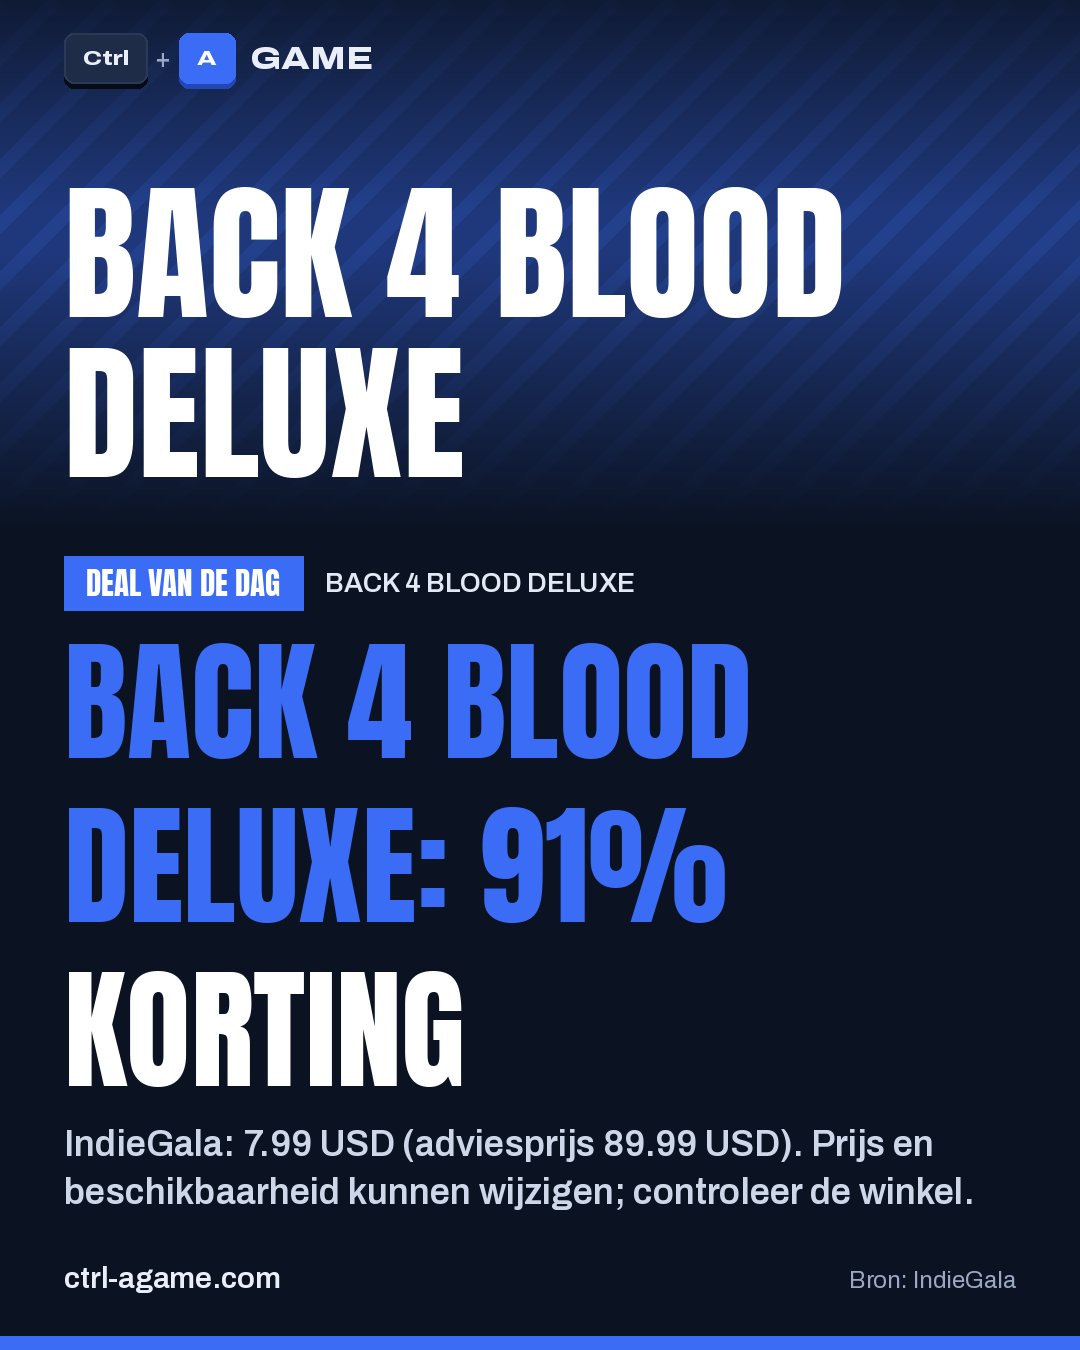 Ctrl + A GAME
BACK 4 BLOOD
DELUXE
DEAL VAN DE DAG BACK 4 BLOOD DELUXE
BACK 4 BLOOD
DELUXE: 91%
KORTING
IndieGala: 7.99 USD (adviesprijs 89.99 USD). Prijs en
beschikbaarheid kunnen wijzigen; controleer de winkel.
ctrl-agame.com Bron: IndieGala